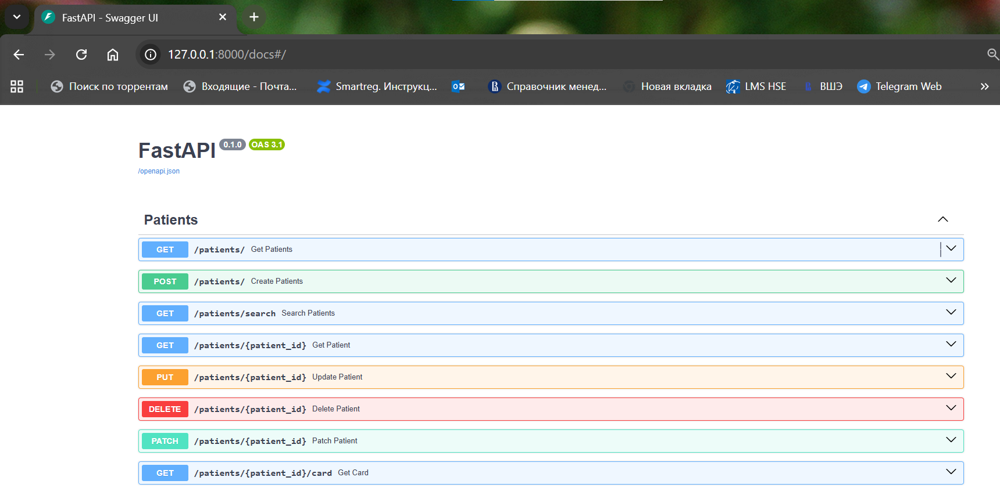 FastAPI - Swagger UI
127.0.0.1:8000/docs#/
Поиск по торрентам Входящие - Почта... Smartreg. Инструкц... Справочник менед... Новая вкладка LMS HSE ВШЭ Telegram Web
FastAPI 0.1.0 OAS 3.1
/openapi.json
Patients
GET /patients/ Get Patients
POST /patients/ Create Patients
GET /patients/search Search Patients
GET /patients/{patient_id} Get Patient
PUT /patients/{patient_id} Update Patient
DELETE /patients/{patient_id} Delete Patient
PATCH /patients/{patient_id} Patch Patient
GET /patients/{patient_id}/card Get Card